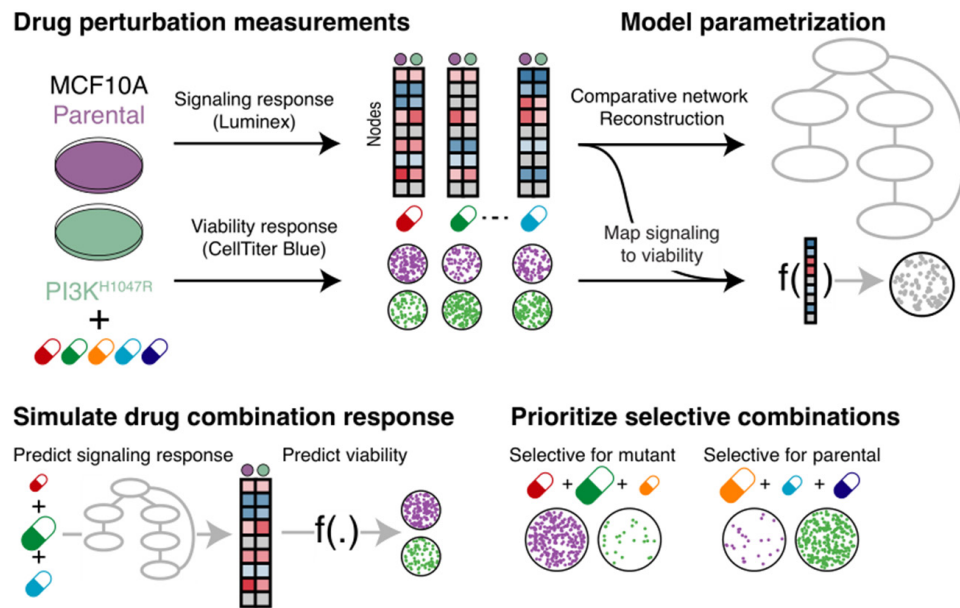 Drug perturbation measurements
MCF10A
Parental
PI3K^H1047R
+
Signaling response
(Luminex)
Viability response
(CellTiter Blue)
Nodes
Model parametrization
Comparative network
Reconstruction
Map signaling
to viability
f( )
Simulate drug combination response
Predict signaling response
+
+
Predict viability
f(.)
Prioritize selective combinations
Selective for mutant
+ +
Selective for parental
+ +